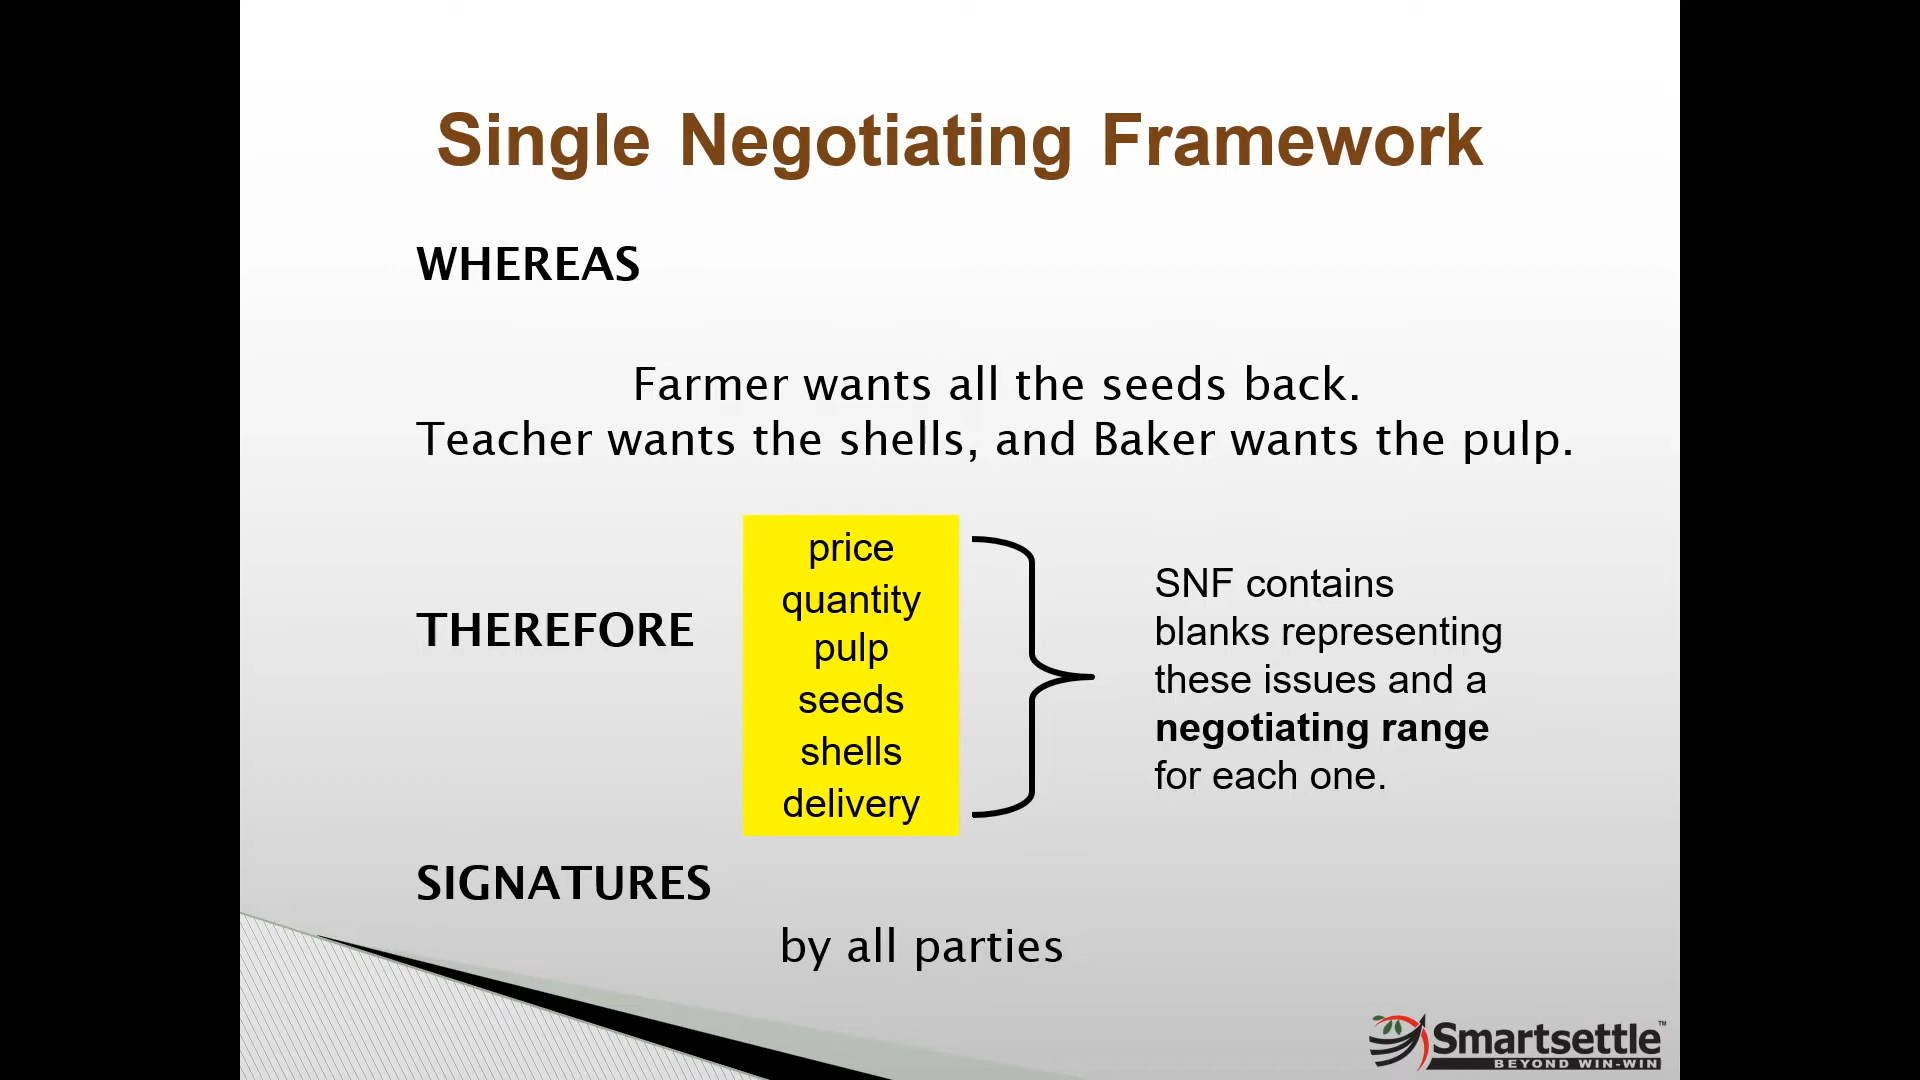 Single Negotiating Framework
WHEREAS
Farmer wants all the seeds back.
Teacher wants the shells, and Baker wants the pulp.
THEREFORE
price
quantity
pulp
seeds
shells
delivery
SNF contains
blanks representing
these issues and a
negotiating range
for each one.
SIGNATURES
by all parties
Smartsettle™
BEYOND WIN-WIN